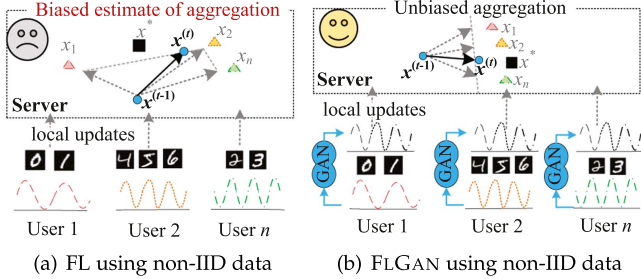 Biased estimate of aggregation
x₁
x*
x⁽ᵗ⁾
x₂
xₙ
x⁽ᵗ⁻¹⁾
Server
local updates
0 1
4 5 6
2 3
User 1
User 2
User n
(a) FL using non-IID data
Unbiased aggregation
x₁
x₂
x*
x⁽ᵗ⁻¹⁾
x⁽ᵗ⁾
xₙ
Server
local updates
GAN
0 1
GAN
4 5 6
GAN
2 3
User 1
User 2
User n
(b) FLGAN using non-IID data